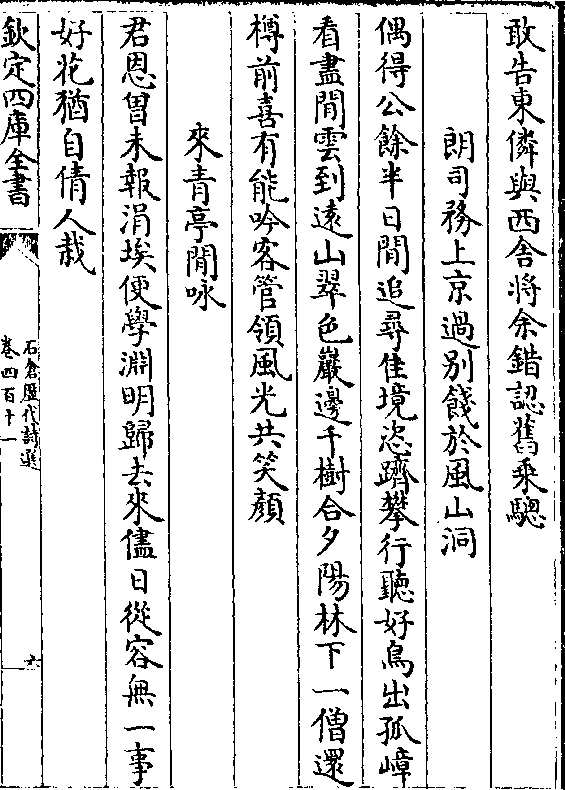 敢告東隣與西舍將余錯認舊乘驄
朗司務上京過別餞於風山洞
偶得公餘半日閒追尋佳境恣躋攀行聽好鳥出孤嶂
看盡閒雲到遠山翠色巖邊千樹合夕陽林下一僧還
樽前喜有能吟客管領風光共笑顏
來青亭閒咏
君恩曾未報涓埃便學淵明歸去來儘日從容無一事
好花猶自倩人栽
欽定四庫全書
石倉歷代詩選
卷四百十一
六